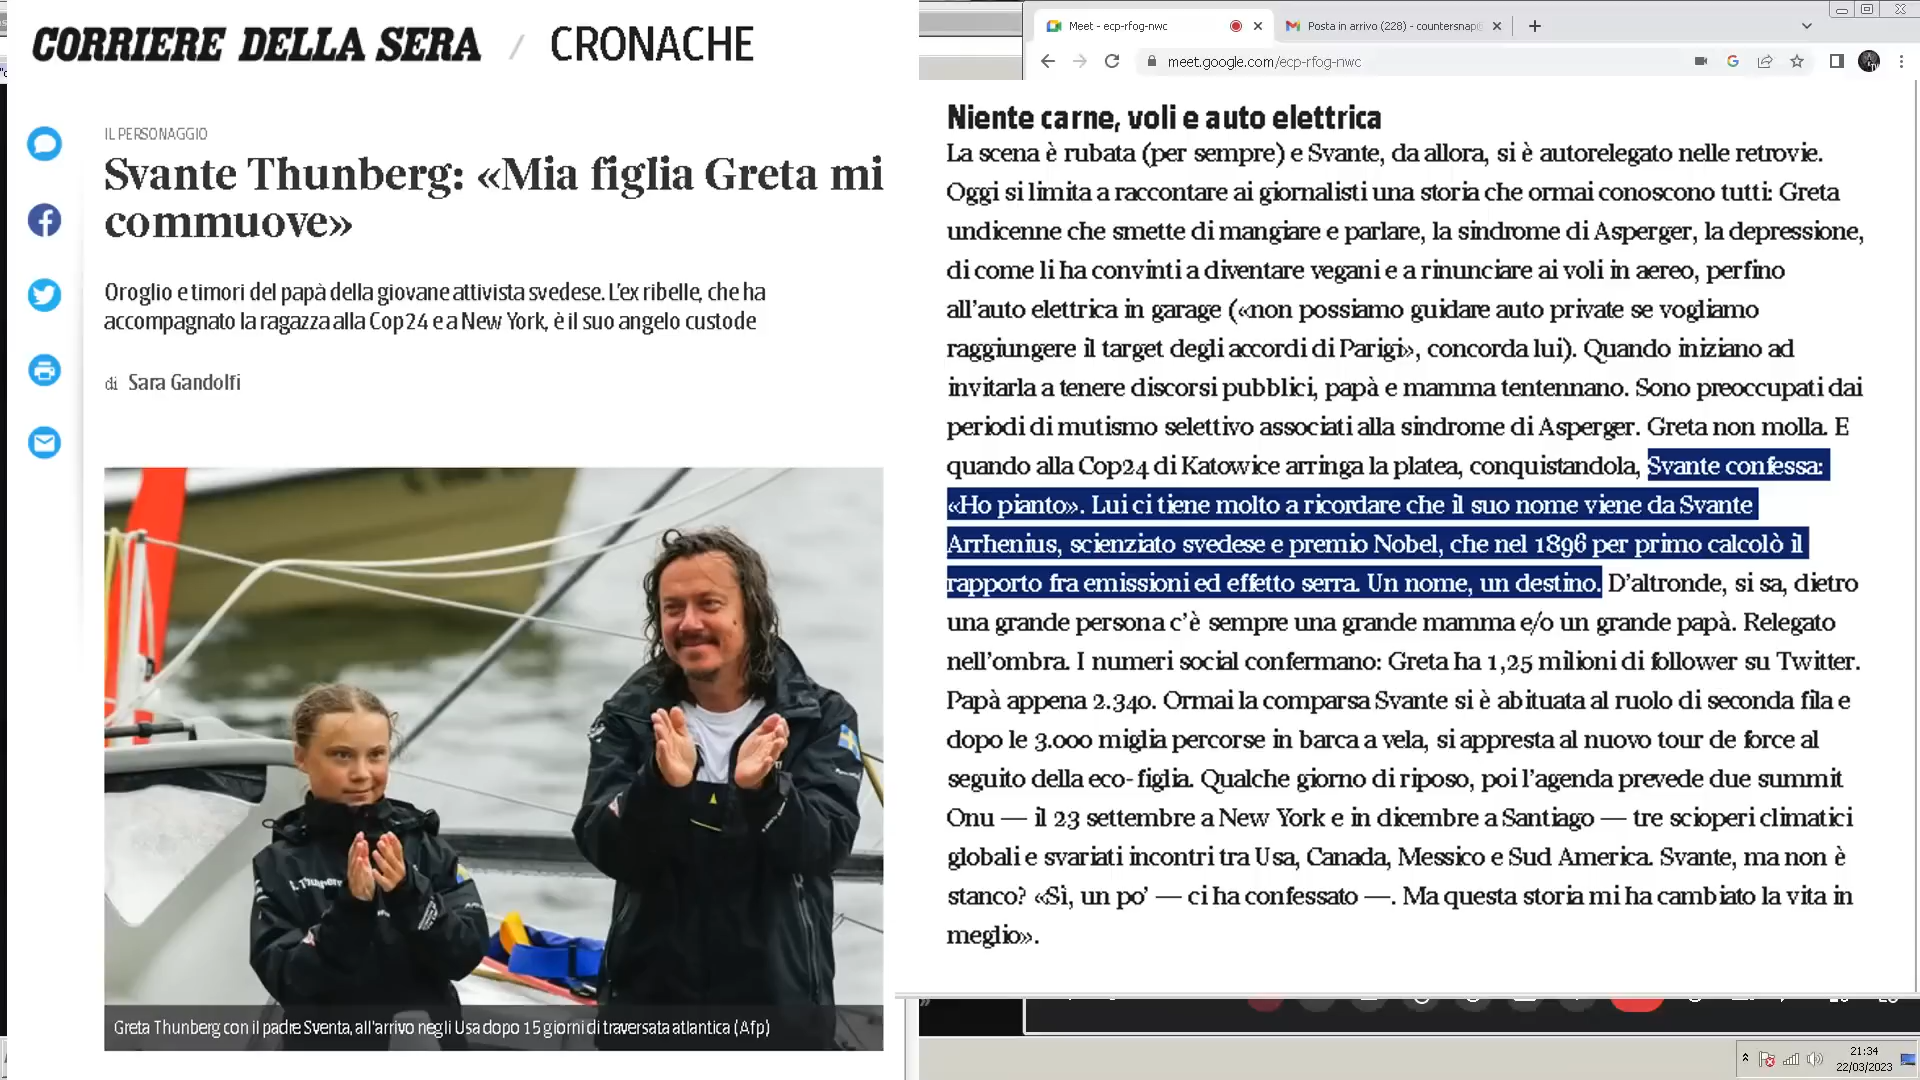 CORRIERE DELLA SERA / CRONACHE
IL PERSONAGGIO
Svante Thunberg: «Mia figlia Greta mi
commuove»
Oroglio e timori del papà della giovane attivista svedese. L'ex ribelle, che ha
accompagnato la ragazza alla Cop24 e a New York, è il suo angelo custode
di Sara Gandolfi
Greta Thunberg con il padre Sventa, all'arrivo negli Usa dopo 15 giorni di traversata atlantica (Afp)
Meet - ecp-rfog-nwc
Posta in arrivo (228) - countersnap
meet.google.com/ecp-rfog-nwc
Niente carne, voli e auto elettrica
La scena è rubata (per sempre) e Svante, da allora, si è autorelegato nelle retrovie.
Oggi si limita a raccontare ai giornalisti una storia che ormai conoscono tutti: Greta
undicenne che smette di mangiare e parlare, la sindrome di Asperger, la depressione,
di come li ha convinti a diventare vegani e a rinunciare ai voli in aereo, perfino
all'auto elettrica in garage («non possiamo guidare auto private se vogliamo
raggiungere il target degli accordi di Parigi», concorda lui). Quando iniziano ad
invitarla a tenere discorsi pubblici, papà e mamma tentennano. Sono preoccupati dai
periodi di mutismo selettivo associati alla sindrome di Asperger. Greta non molla. E
quando alla Cop24 di Katowice arringa la platea, conquistandola, Svante confessa:
«Ho pianto». Lui ci tiene molto a ricordare che il suo nome viene da Svante
Arrhenius, scienziato svedese e premio Nobel, che nel 1896 per primo calcolò il
rapporto fra emissioni ed effetto serra. Un nome, un destino. D'altronde, si sa, dietro
una grande persona c'è sempre una grande mamma e/o un grande papà. Relegato
nell'ombra. I numeri social confermano: Greta ha 1,25 milioni di follower su Twitter.
Papà appena 2.340. Ormai la comparsa Svante si è abituata al ruolo di seconda fila e
dopo le 3.000 miglia percorse in barca a vela, si appresta al nuovo tour de force al
seguito della eco-figlia. Qualche giorno di riposo, poi l'agenda prevede due summit
Onu — il 23 settembre a New York e in dicembre a Santiago — tre scioperi climatici
globali e svariati incontri tra Usa, Canada, Messico e Sud America. Svante, ma non è
stanco? «Sì, un po' — ci ha confessato —. Ma questa storia mi ha cambiato la vita in
meglio».
21:34
22/03/2023